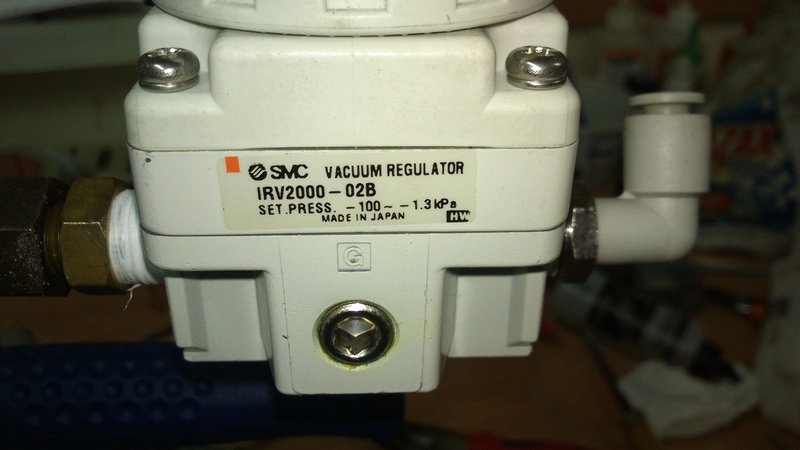 SMC VACUUM REGULATOR
IRV2000-02B
SET.PRESS. -100~-1.3kPa
MADE IN JAPAN HW
G